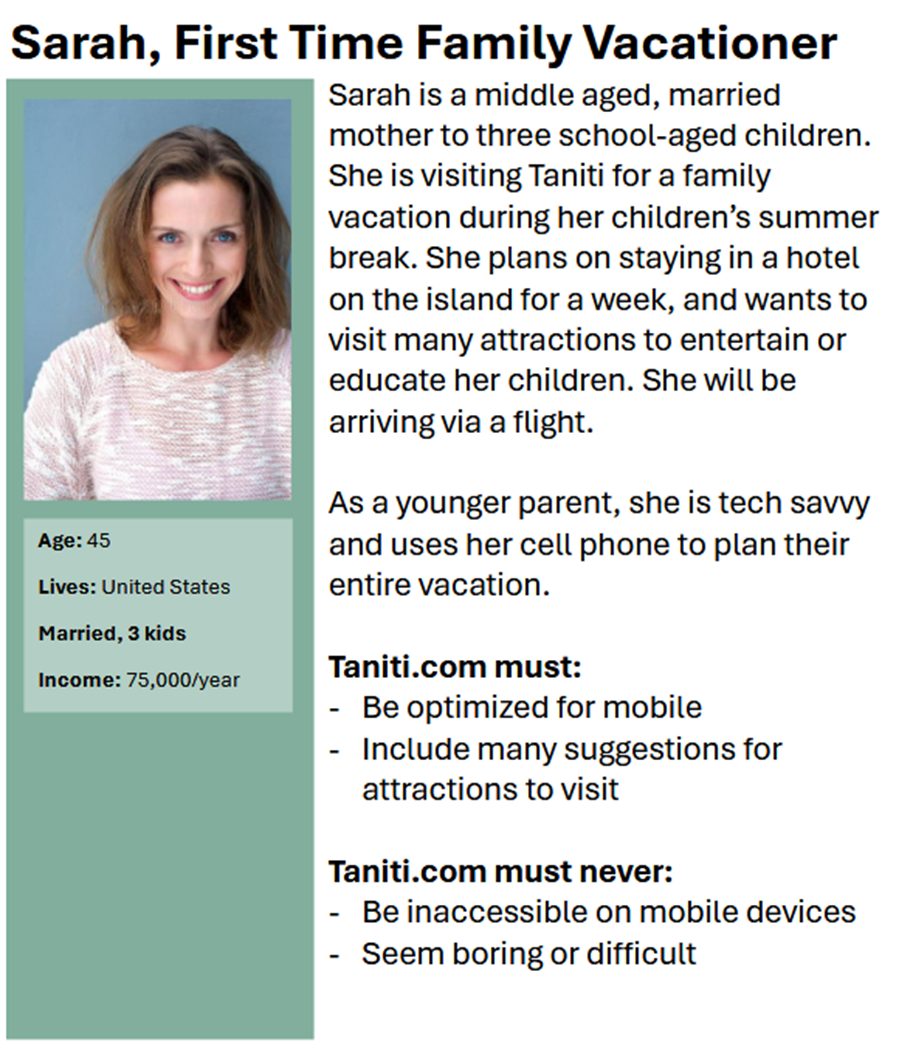 Sarah, First Time Family Vacationer
Sarah is a middle aged, married
mother to three school-aged children.
She is visiting Taniti for a family
vacation during her children’s summer
break. She plans on staying in a hotel
on the island for a week, and wants to
visit many attractions to entertain or
educate her children. She will be
arriving via a flight.
As a younger parent, she is tech savvy
and uses her cell phone to plan their
entire vacation.
Taniti.com must:
- Be optimized for mobile
- Include many suggestions for
attractions to visit
Taniti.com must never:
- Be inaccessible on mobile devices
- Seem boring or difficult
Age: 45
Lives: United States
Married, 3 kids
Income: 75,000/year